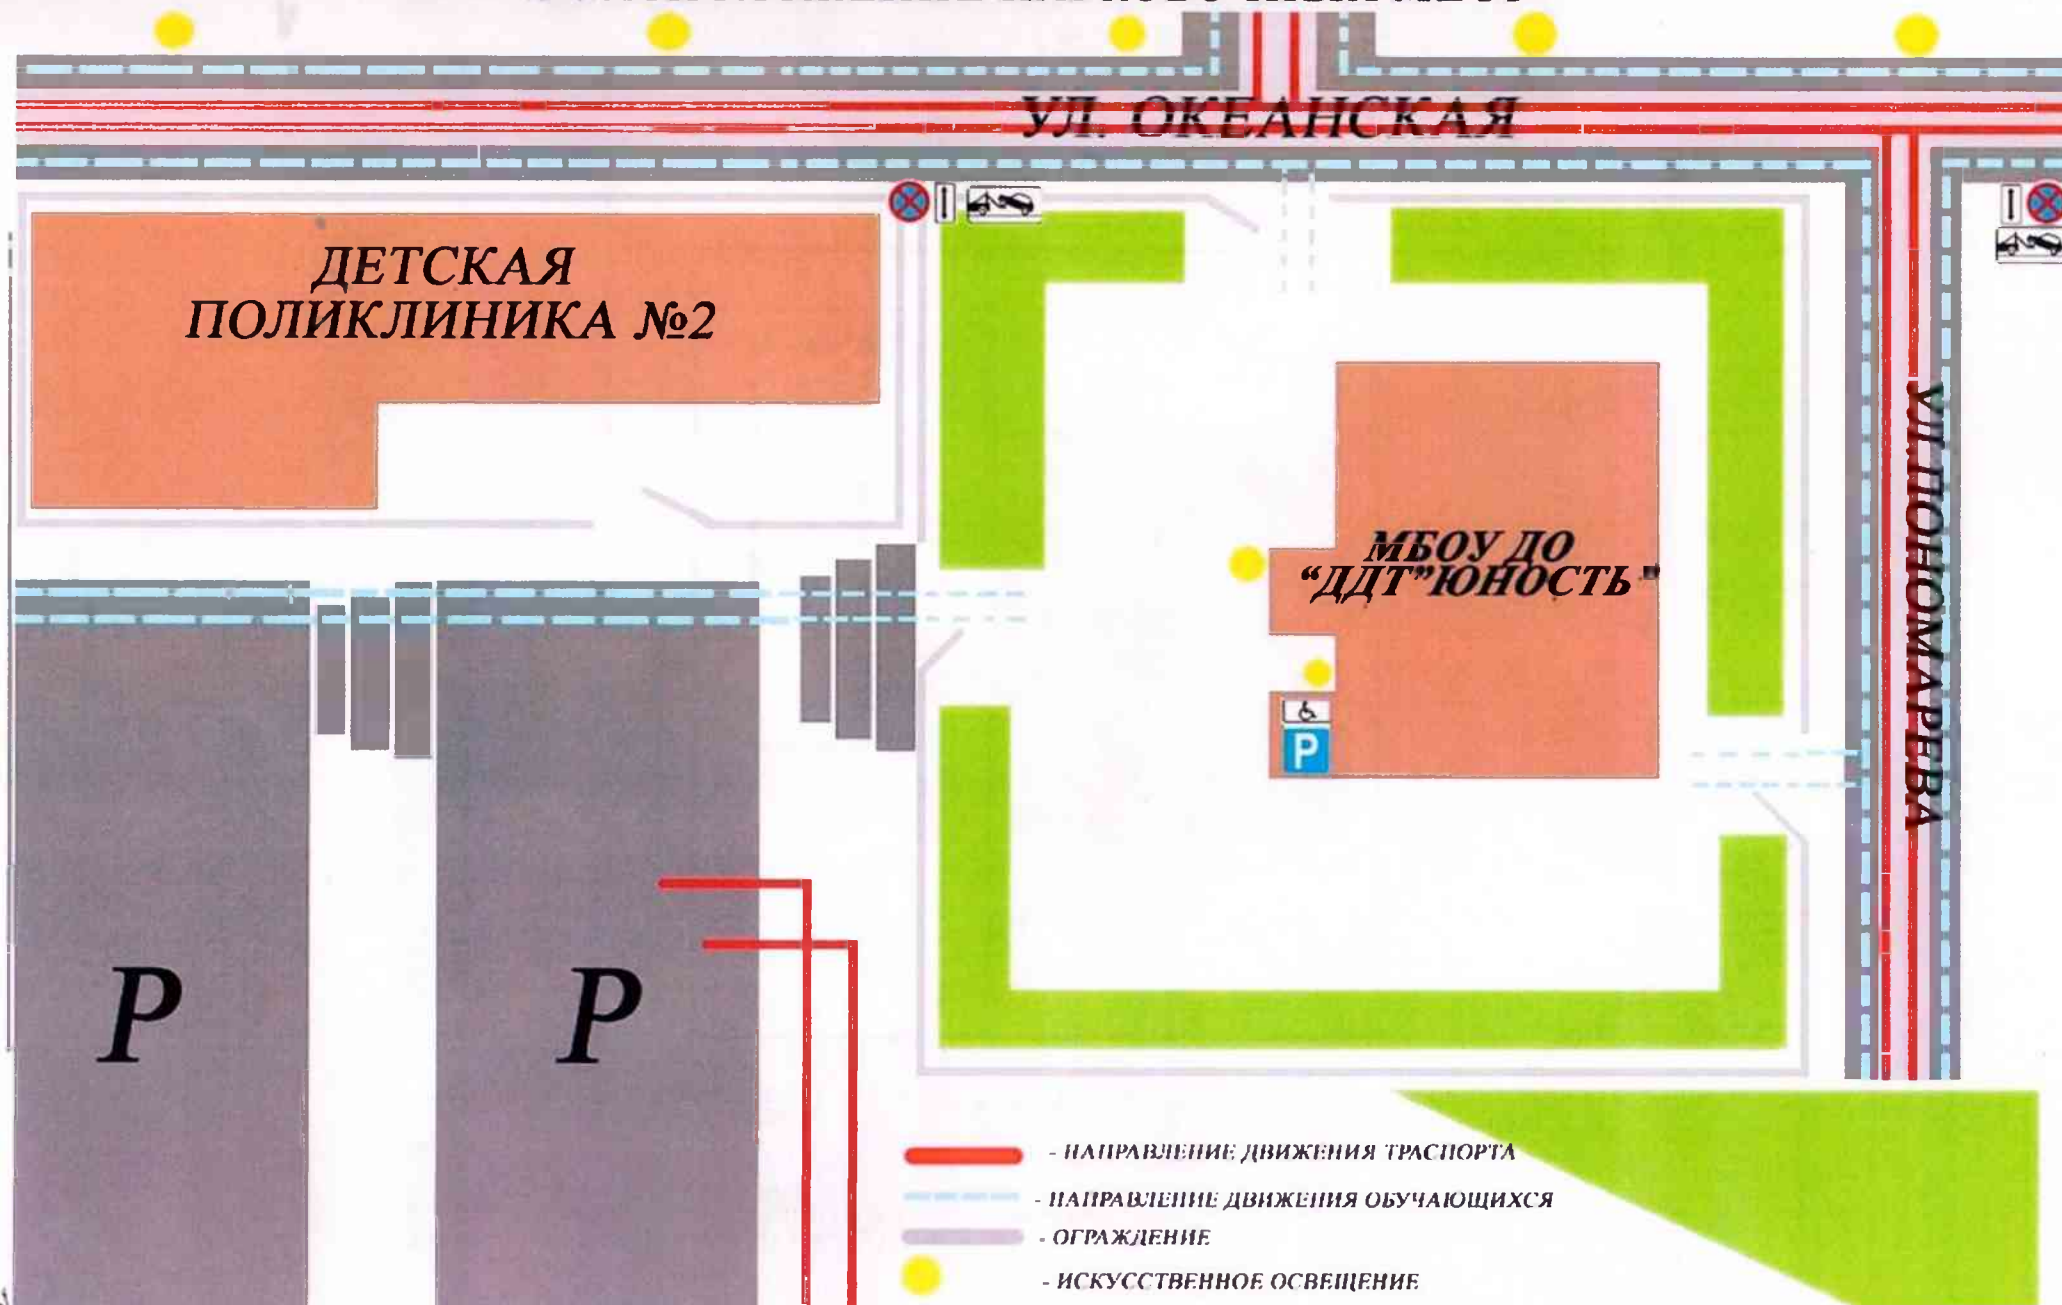 УЛ. ОКЕАНСКАЯ
ДЕТСКАЯ
ПОЛИКЛИНИКА №2
МБОУ ДО
“ДДТ”ЮНОСТЬ"
УЛ.ПОНОМАРЕВА
P
P
P
- НАПРАВЛЕНИЕ ДВИЖЕНИЯ ТРАСПОРТА
- НАПРАВЛЕНИЕ ДВИЖЕНИЯ ОБУЧАЮЩИХСЯ
- ОГРАЖДЕНИЕ
- ИСКУССТВЕННОЕ ОСВЕЩЕНИЕ